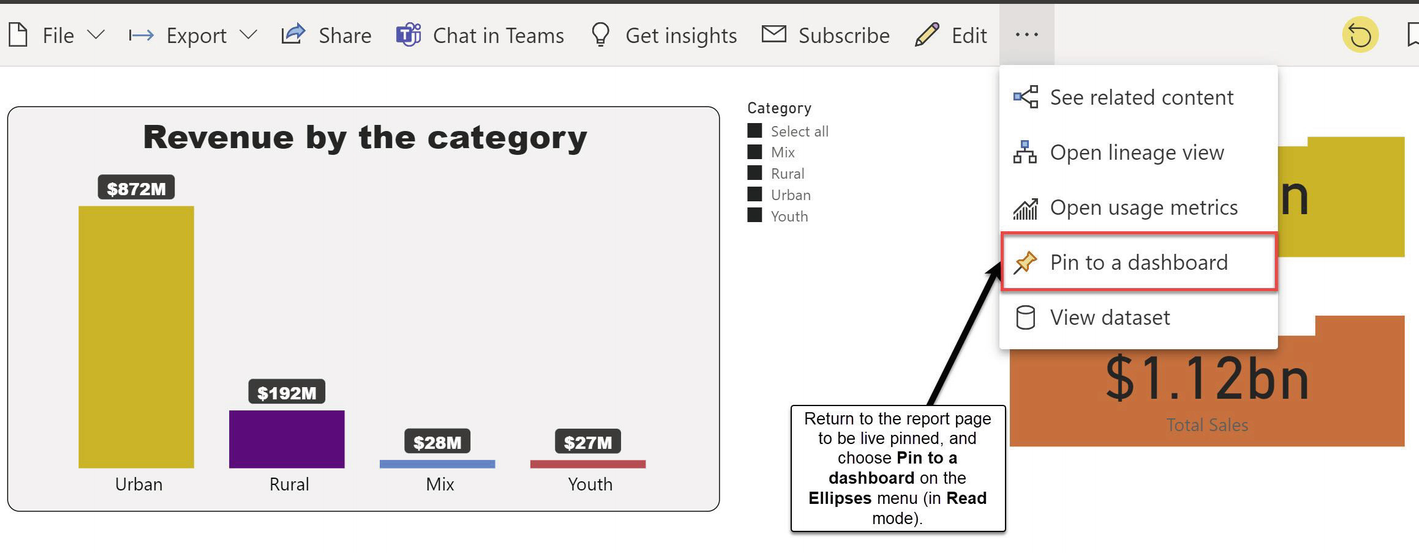 File Export Share Chat in Teams Get insights Subscribe Edit ...
See related content
Open lineage view
Open usage metrics
Pin to a dashboard
View dataset
Revenue by the category
$872M
$192M
$28M
$27M
Urban Rural Mix Youth
Category
Select all
Mix
Rural
Urban
Youth
n
$1.12bn
Total Sales
Return to the report page
to be live pinned, and
choose Pin to a
dashboard on the
Ellipses menu (in Read
mode).